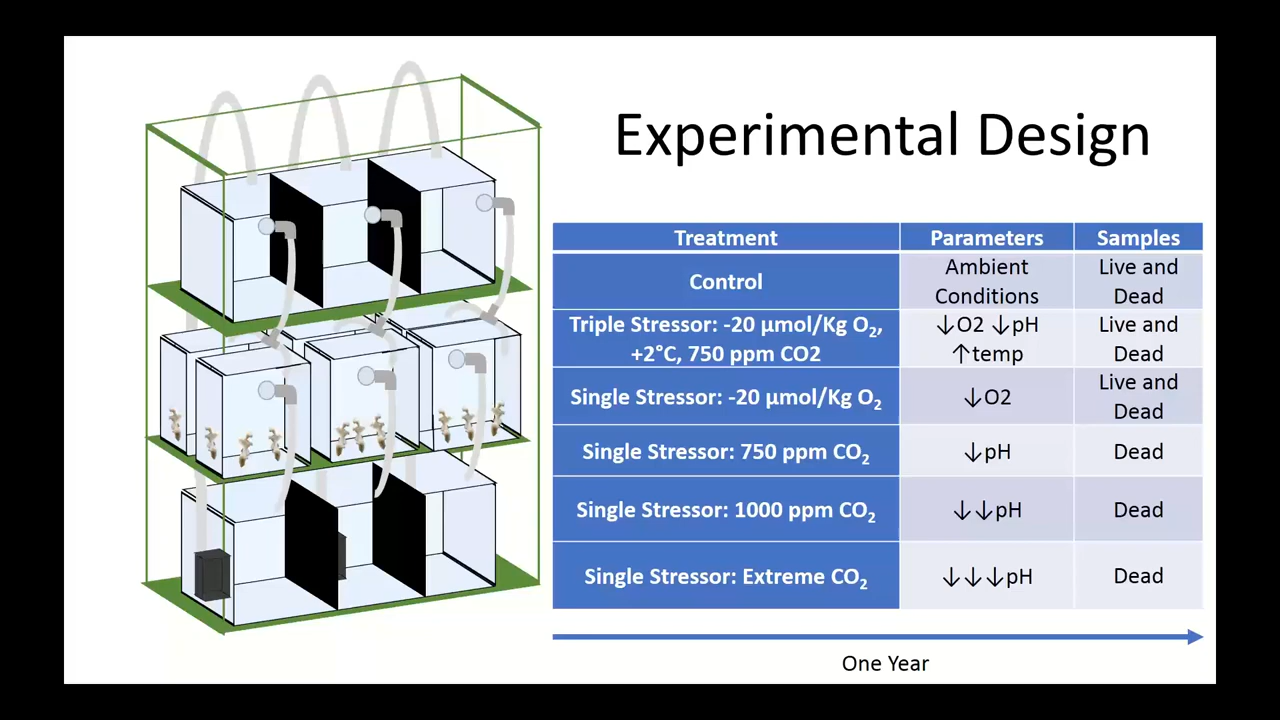 Experimental Design
Treatment Parameters Samples
Control
Ambient
Conditions
Live and
Dead
Triple Stressor: -20 µmol/Kg O₂,
+2°C, 750 ppm CO2
↓O2 ↓pH
↑temp
Live and
Dead
Single Stressor: -20 µmol/Kg O₂
↓O2
Live and
Dead
Single Stressor: 750 ppm CO₂
↓pH
Dead
Single Stressor: 1000 ppm CO₂
↓↓pH
Dead
Single Stressor: Extreme CO₂
↓↓↓pH
Dead
One Year